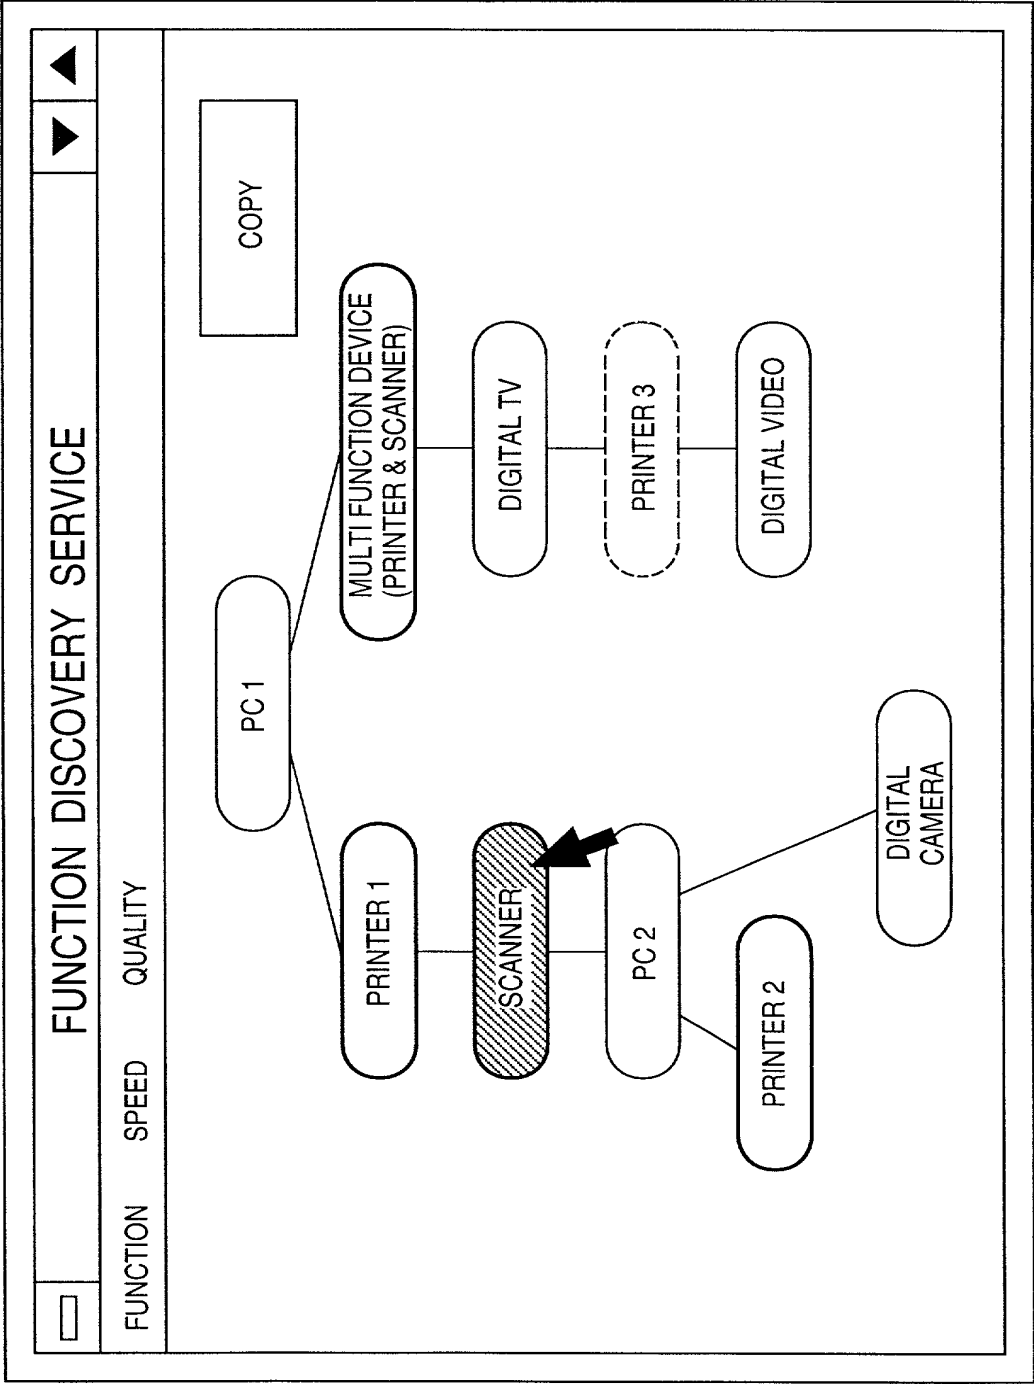 FUNCTION DISCOVERY SERVICE
FUNCTION SPEED QUALITY
COPY
PC 1
PRINTER 1
MULTI FUNCTION DEVICE
(PRINTER & SCANNER)
SCANNER
DIGITAL TV
PC 2
PRINTER 3
PRINTER 2
DIGITAL VIDEO
DIGITAL
CAMERA